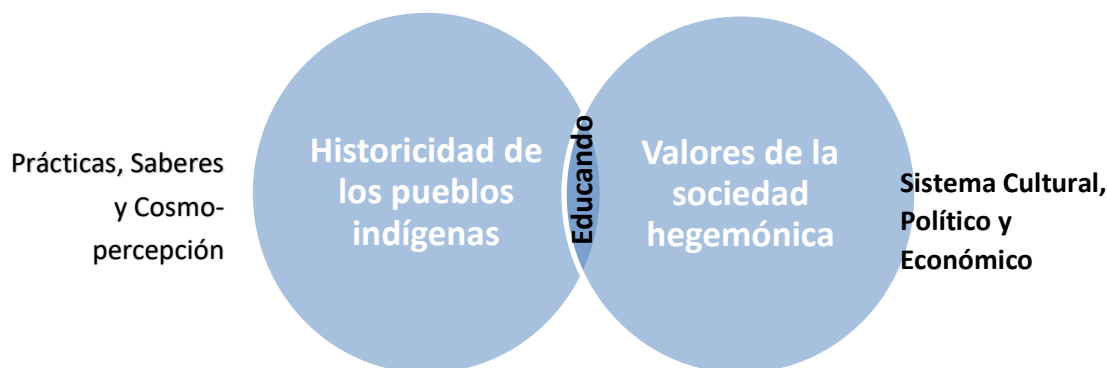 Prácticas, Saberes
y Cosmo-
percepción
Historicidad de
los pueblos
indígenas
Educando
Valores de la
sociedad
hegemónica
Sistema Cultural,
Político y
Económico